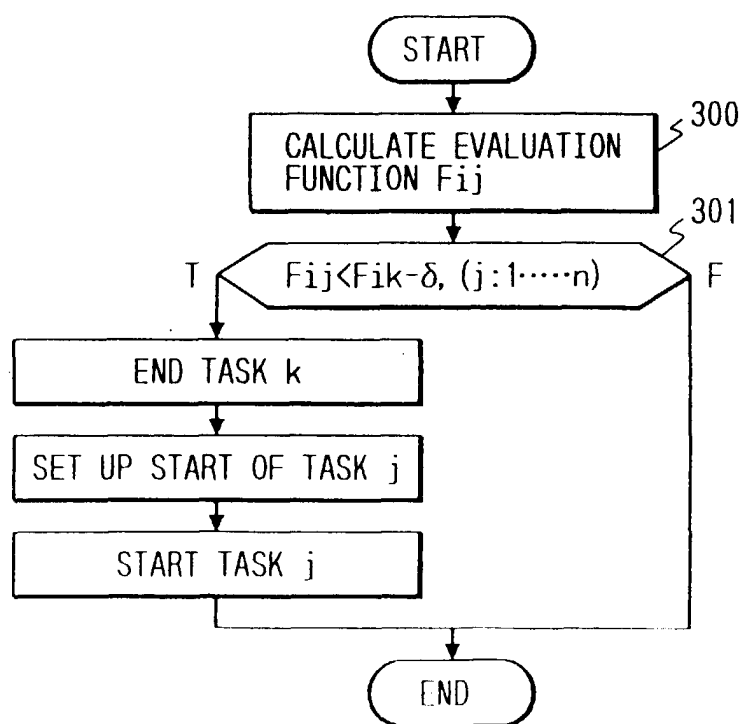 START
300
CALCULATE EVALUATION
FUNCTION Fij
301
T
Fij<Fik-δ, (j:1·····n)
F
END TASK k
SET UP START OF TASK j
START TASK j
END